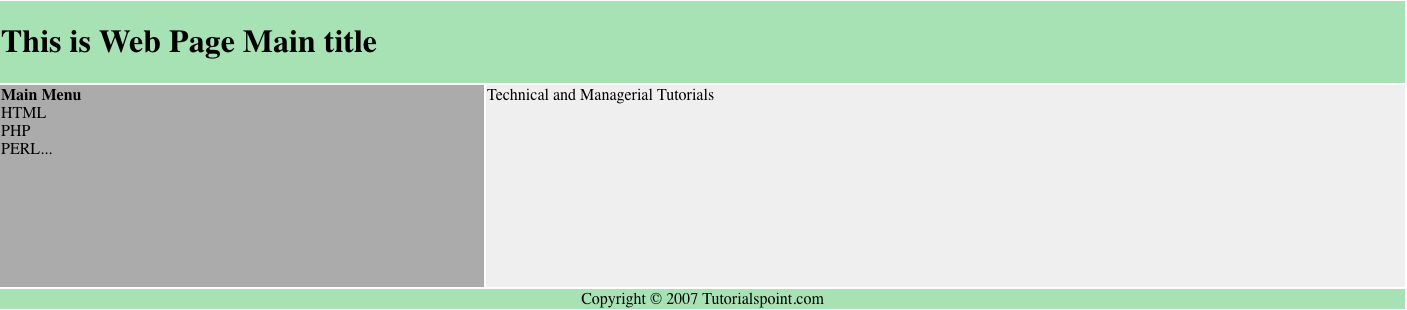 This is Web Page Main title
Main Menu
HTML
PHP
PERL...
Technical and Managerial Tutorials
Copyright © 2007 Tutorialspoint.com